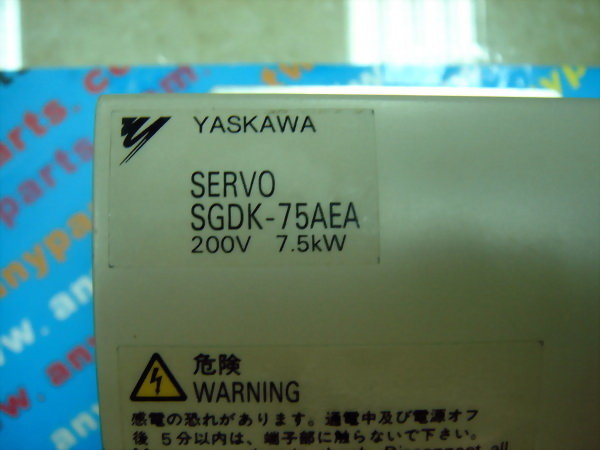 YASKAWA
SERVO
SGDK-75AEA
200V 7.5kW
危険
WARNING
感電の恐れがあります。通電中及び電源オフ
後5分以内は、端子部に触らないで下さい。
Disconnect all